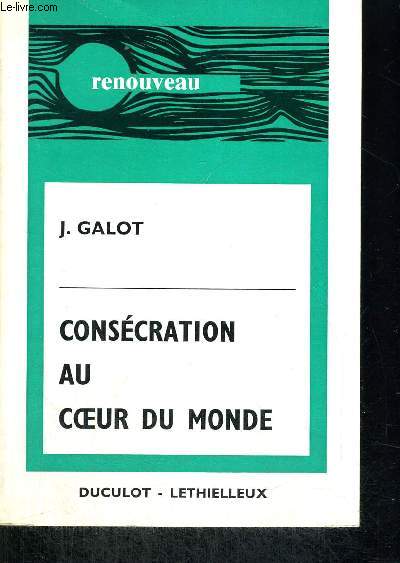 Le-livre.com
renouveau
J. GALOT
CONSÉCRATION
AU
CŒUR DU MONDE
DUCULOT - LETHIELLEUX